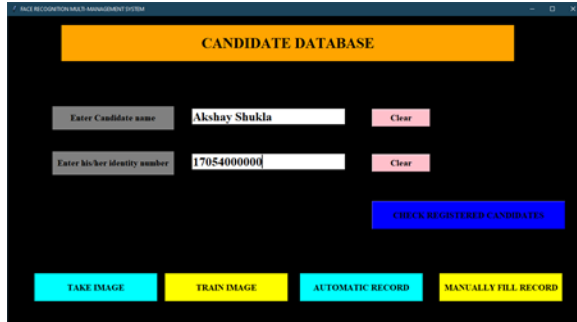 FACE RECOGNITION MULTI-MANAGEMENT SYSTEM
CANDIDATE DATABASE
Enter Candidate name Akshay Shukla Clear
Enter his/her identity number 17054000000 Clear
CHECK REGISTERED CANDIDATES
TAKE IMAGE TRAIN IMAGE AUTOMATIC RECORD MANUALLY FILL RECORD